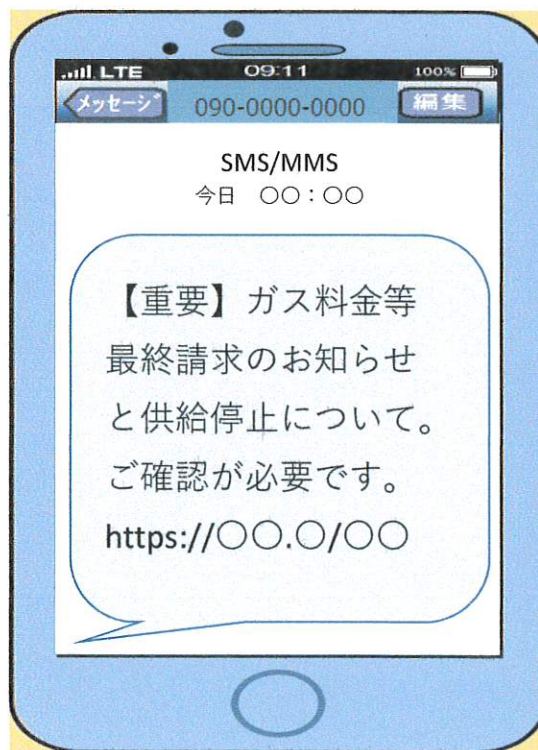 LTE 09:11 100%
メッセージ 090-0000-0000 編集
SMS/MMS
今日 〇〇：〇〇
【重要】ガス料金等
最終請求のお知らせ
と供給停止について。
ご確認が必要です。
https://〇〇.〇/〇〇